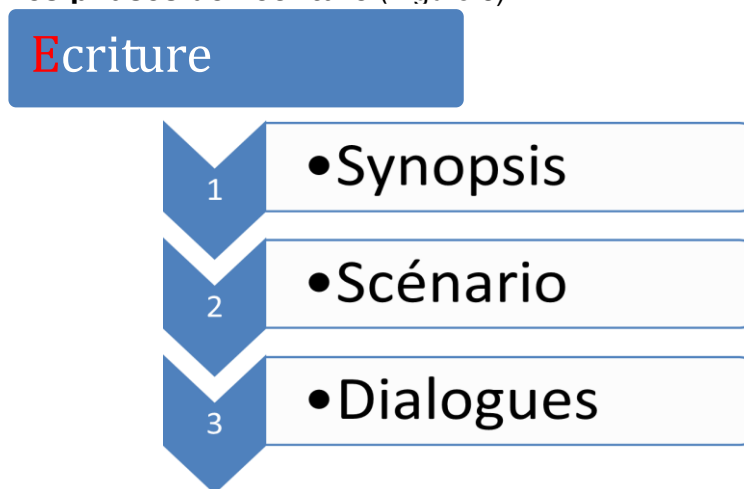 Ecriture
1
•Synopsis
2
•Scénario
3
•Dialogues